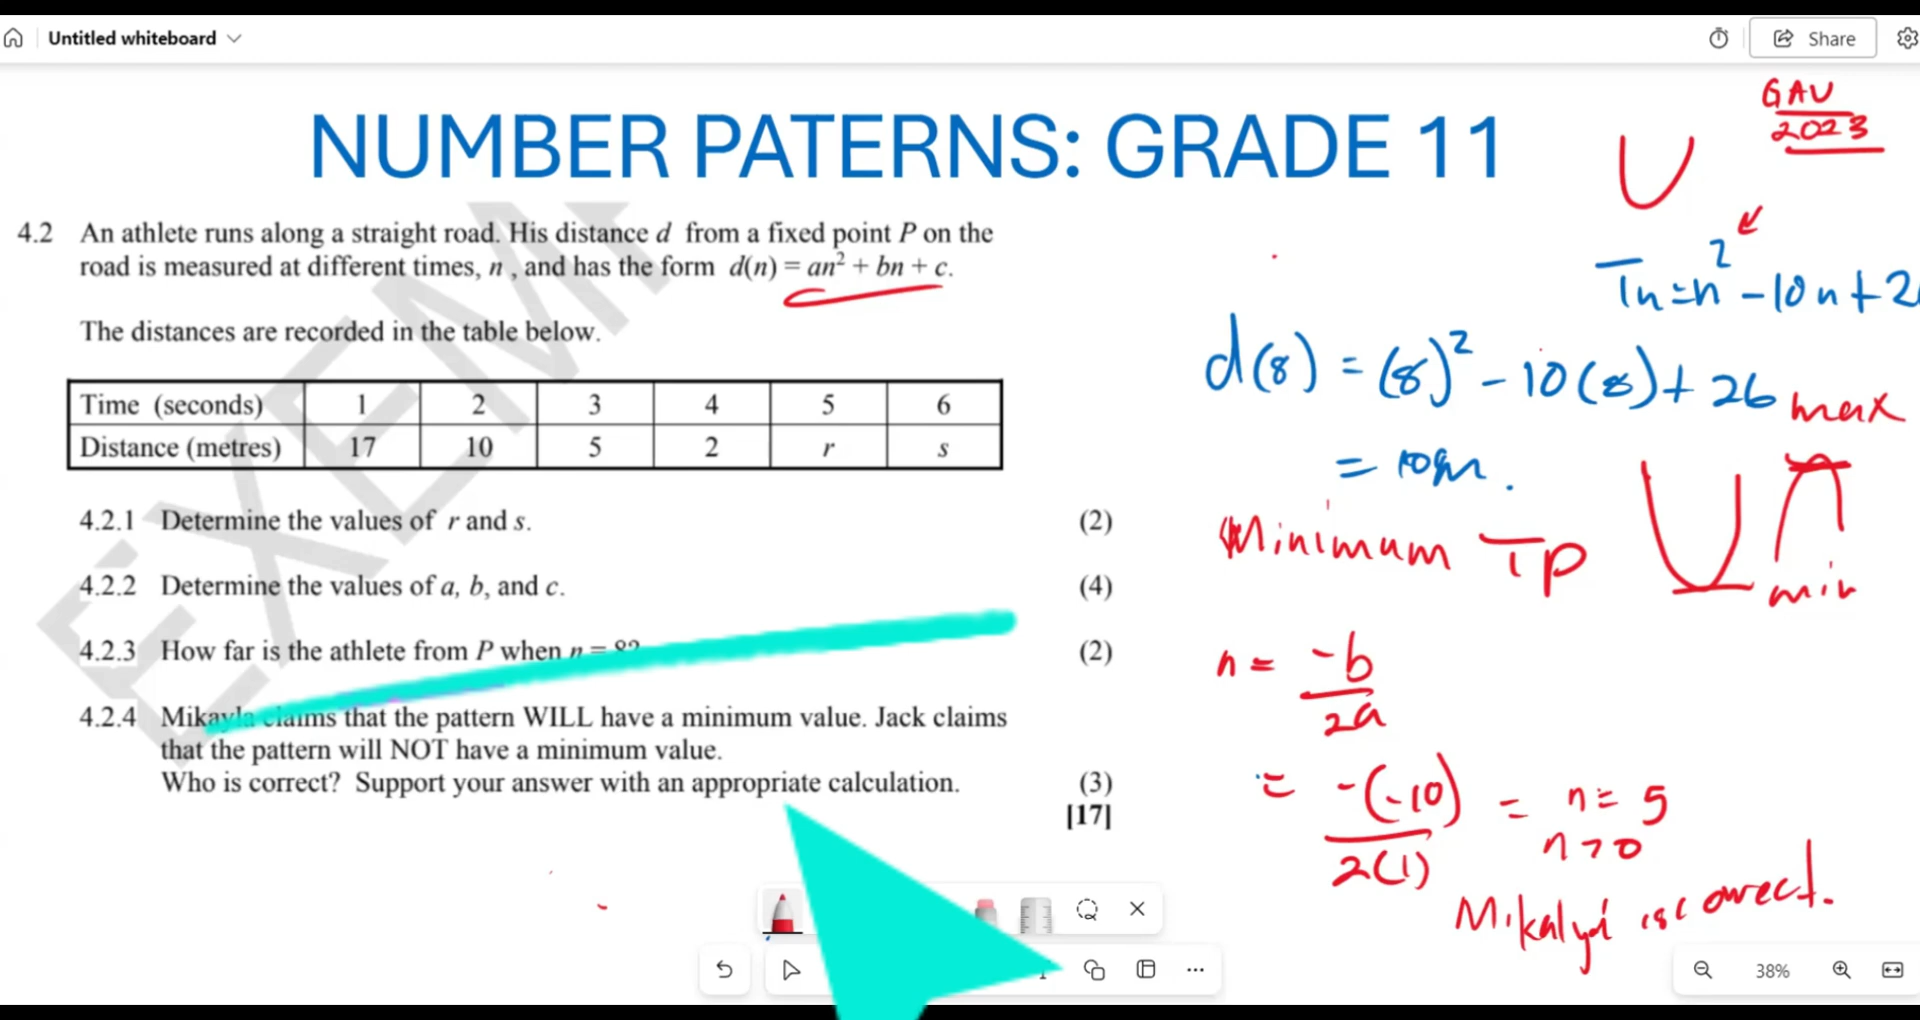 Untitled whiteboard
Share
NUMBER PATERNS: GRADE 11
GAU
2023
4.2 An athlete runs along a straight road. His distance d from a fixed point P on the
road is measured at different times, n , and has the form d(n) = an² + bn + c.
The distances are recorded in the table below.
Time (seconds) 1 2 3 4 5 6
Distance (metres) 17 10 5 2 r s
4.2.1 Determine the values of r and s. (2)
4.2.2 Determine the values of a, b, and c. (4)
4.2.3 How far is the athlete from P when n = 8? (2)
4.2.4 Mikayla claims that the pattern WILL have a minimum value. Jack claims
that the pattern will NOT have a minimum value.
Who is correct? Support your answer with an appropriate calculation. (3)
[17]
EXEM
Tn = n² - 10n + 2
d(8) = (8)² - 10(8) + 26
= 10m.
max
min
Minimum TP
n = -b
2a
= -(-10) = n = 5
2(1)
n > 0
Mikalya is correct.
38%